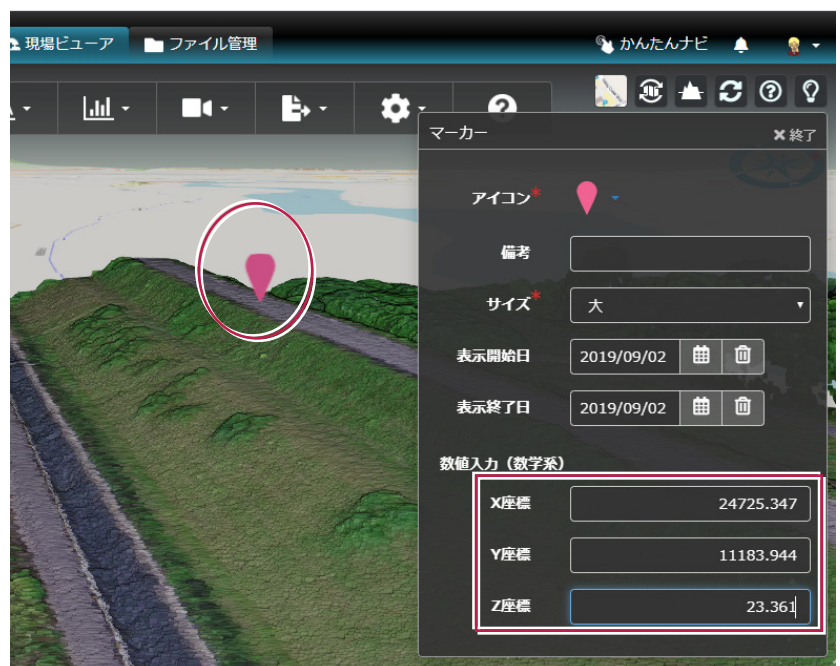 現場ビューア ファイル管理 かんたんナビ
マーカー ✖終了
アイコン*
備考
サイズ* 大
表示開始日 2019/09/02
表示終了日 2019/09/02
数値入力（数学系）
X座標 24725.347
Y座標 11183.944
Z座標 23.361